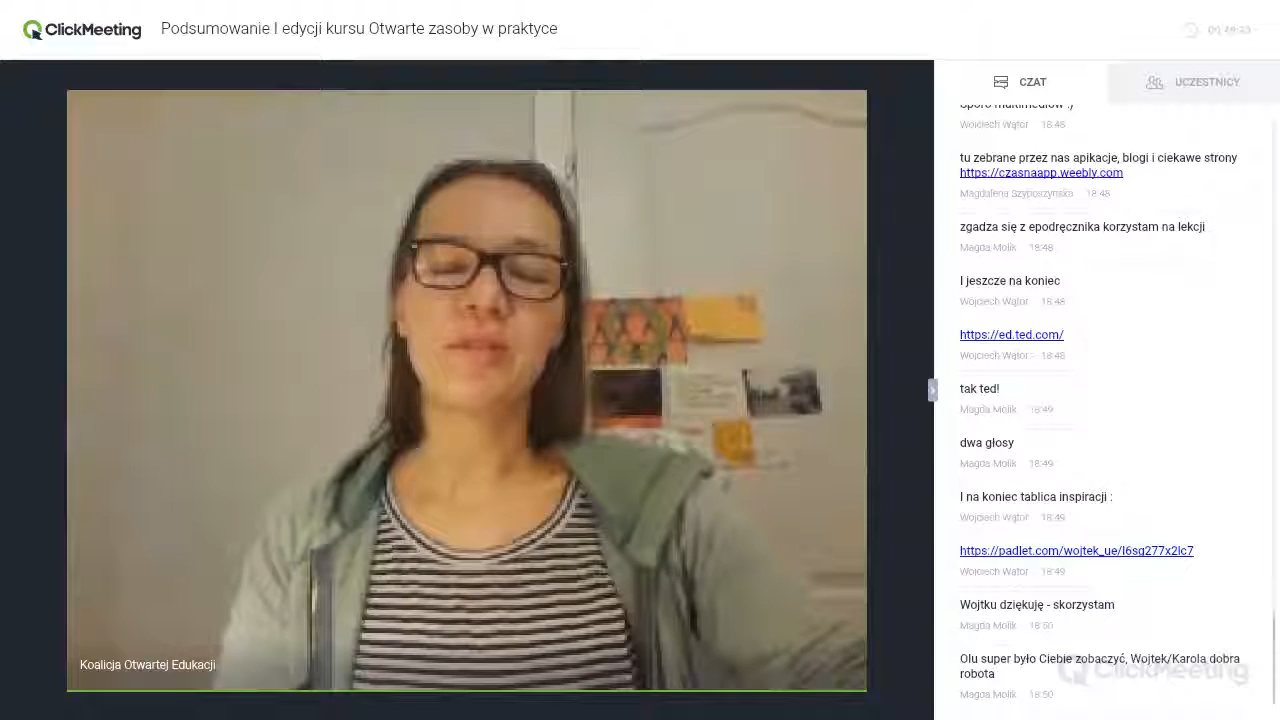 ClickMeeting
Podsumowanie I edycji kursu Otwarte zasoby w praktyce
CZAT
UCZESTNICY
Sporo multimediów :)
Wojciech Wątor 18:48
tu zebrane przez nas apikacje, blogi i ciekawe strony
https://czasnaapp.weebly.com
Magdalena Szypuszyńska 18:48
zgadza się z epodręcznika korzystam na lekcji
Magda Molik 18:48
I jeszcze na koniec
Wojciech Wątor 18:48
https://ed.ted.com/
Wojciech Wątor 18:48
tak ted!
Magda Molik 18:49
dwa głosy
Magda Molik 18:49
I na koniec tablica inspiracji :
Wojciech Wątor 18:49
https://padlet.com/wojtek_ue/l6sg277x2lc7
Wojciech Wątor 18:49
Wojtku dziękuję - skorzystam
Magda Molik 18:50
Olu super było Ciebie zobaczyć, Wojtek/Karola dobra
robota
Magda Molik 18:50
ClickMeeting
Koalicja Otwartej Edukacji